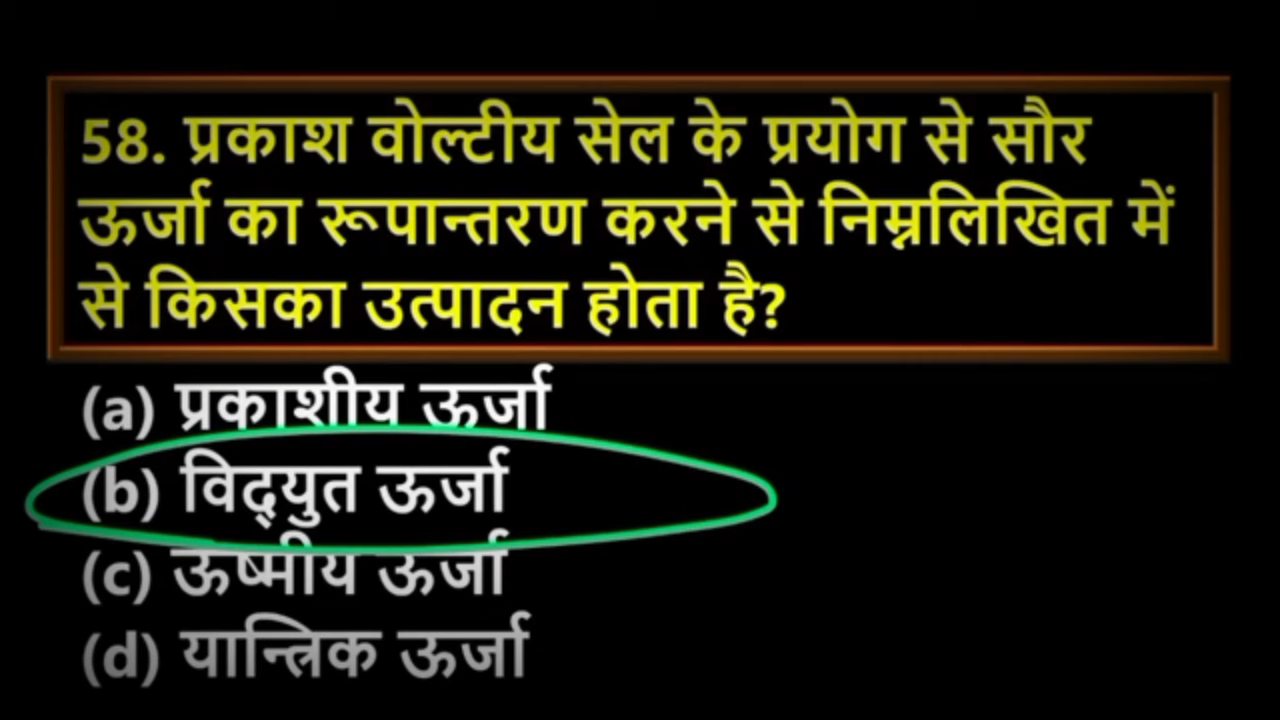 58. प्रकाश वोल्टीय सेल के प्रयोग से सौर
ऊर्जा का रूपान्तरण करने से निम्नलिखित में
से किसका उत्पादन होता है?
(a) प्रकाशीय ऊर्जा
(b) विद्‌युत ऊर्जा
(c) ऊष्मीय ऊर्जा
(d) यान्त्रिक ऊर्जा